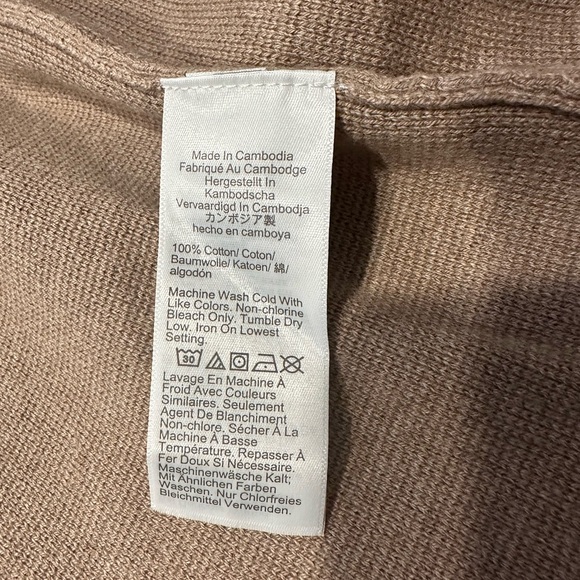 Made In Cambodia
Fabriqué Au Cambodge
Hergestellt In
Kambodscha
Vervaardigd In Cambodja
カンボジア製
hecho en camboya
100% Cotton/ Coton/
Baumwolle/ Katoen/ 綿/
algodón
Machine Wash Cold With
Like Colors. Non-chlorine
Bleach Only. Tumble Dry
Low. Iron On Lowest
Setting.
30
Lavage En Machine À
Froid Avec Couleurs
Similaires. Seulement
Agent De Blanchiment
Non-chlore. Sécher À La
Machine À Basse
Température. Repasser À
Fer Doux Si Nécessaire.
Maschinenwäsche Kalt;
Mit Ähnlichen Farben
Waschen. Nur Chlorfreies
Bleichmittel Verwenden.